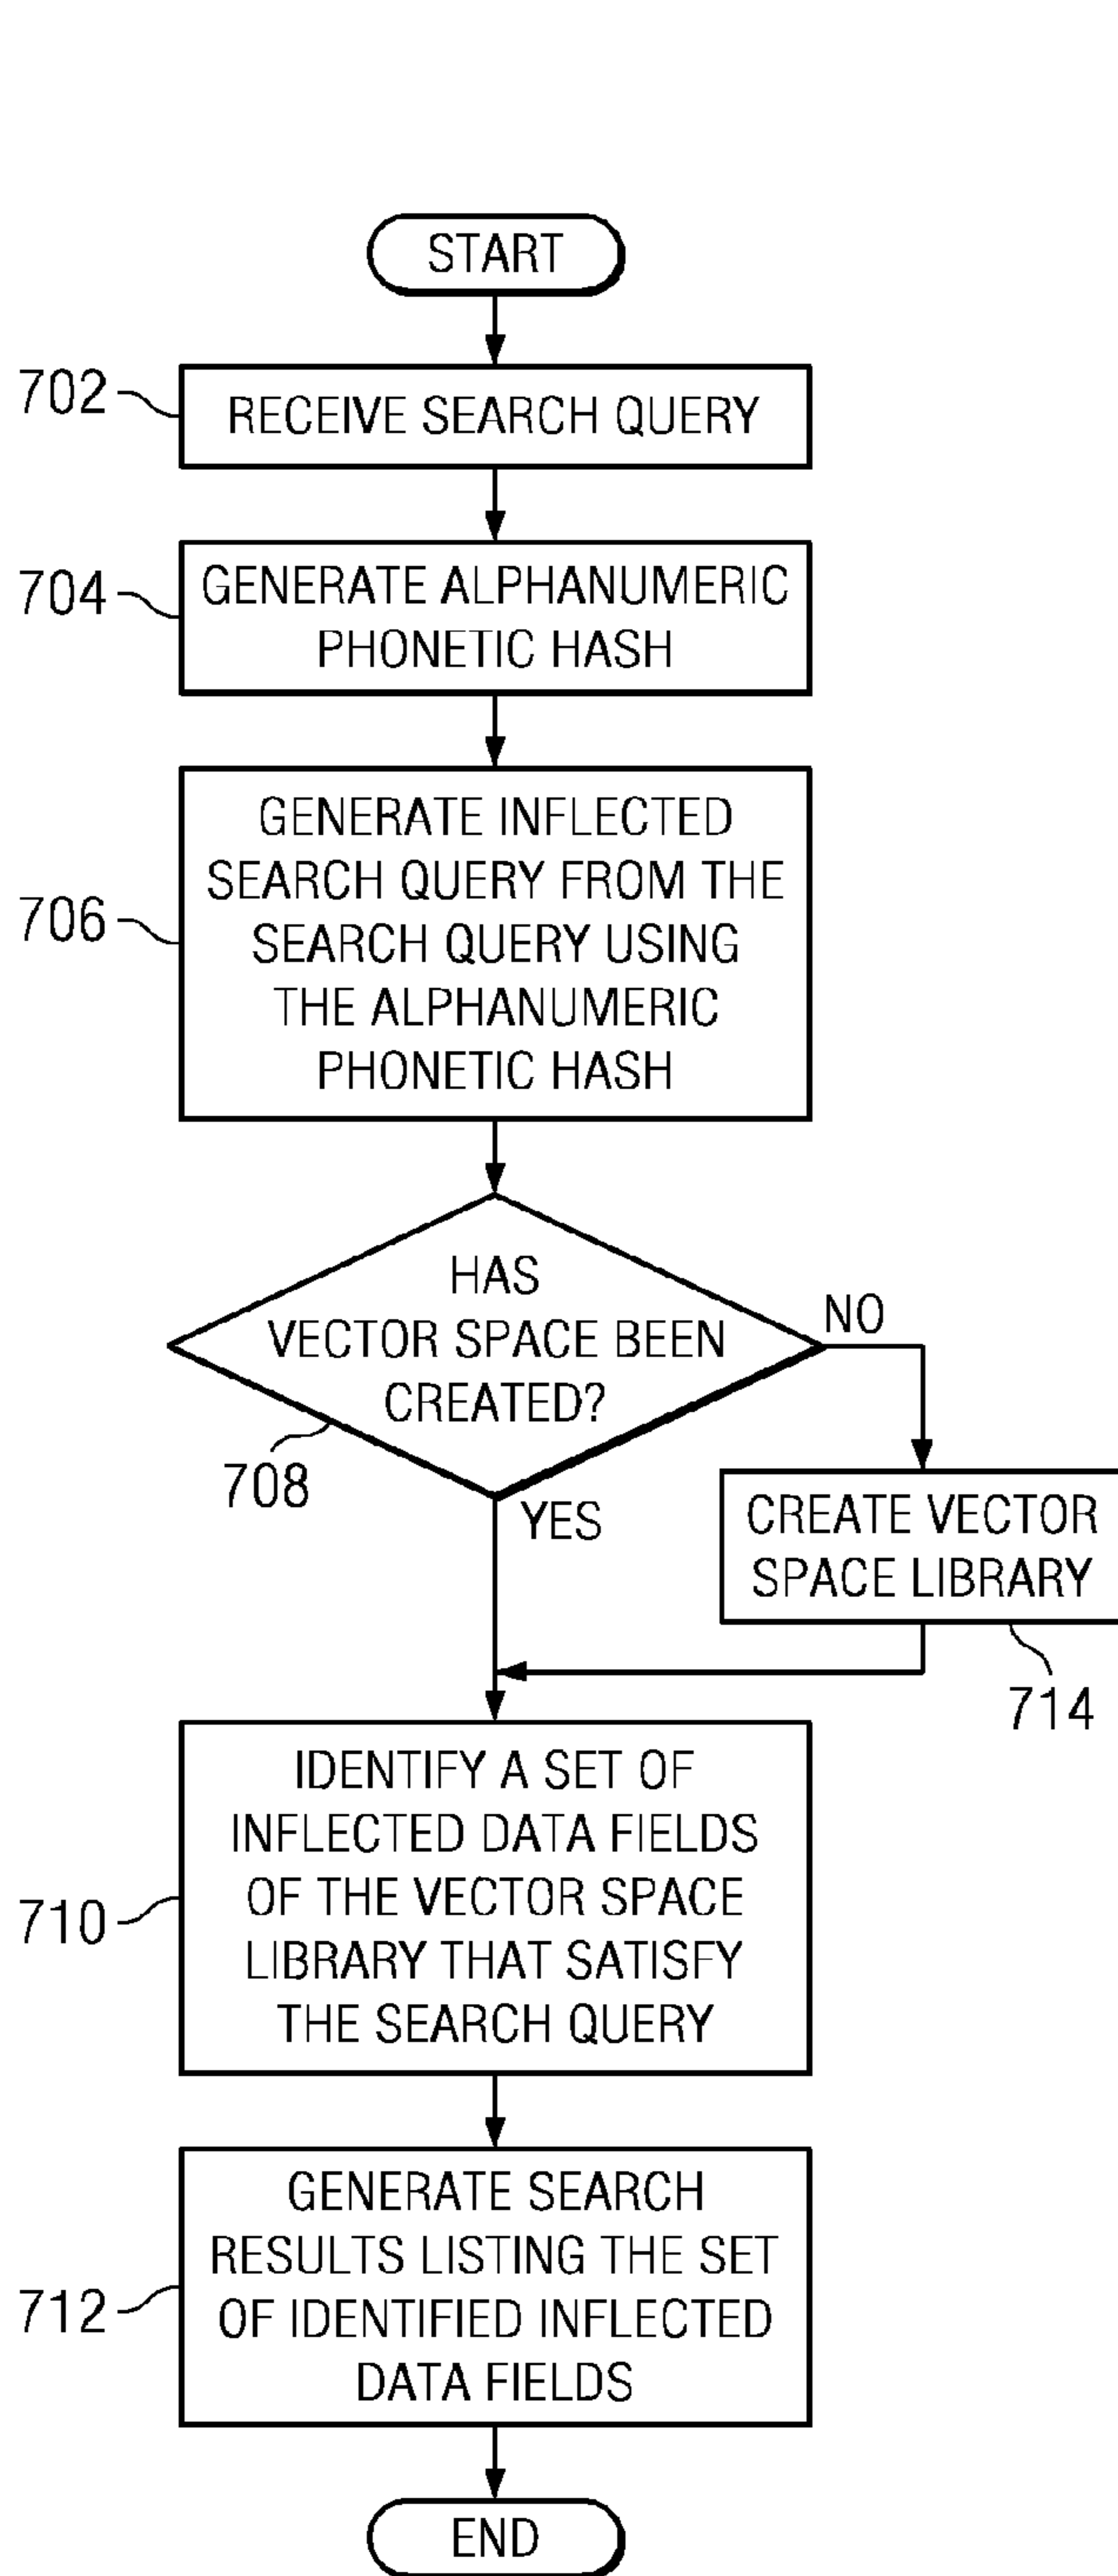 START
702
RECEIVE SEARCH QUERY
704
GENERATE ALPHANUMERIC
PHONETIC HASH
706
GENERATE INFLECTED
SEARCH QUERY FROM THE
SEARCH QUERY USING
THE ALPHANUMERIC
PHONETIC HASH
HAS
VECTOR SPACE BEEN
CREATED?
708
NO
YES
CREATE VECTOR
SPACE LIBRARY
714
710
IDENTIFY A SET OF
INFLECTED DATA FIELDS
OF THE VECTOR SPACE
LIBRARY THAT SATISFY
THE SEARCH QUERY
712
GENERATE SEARCH
RESULTS LISTING THE SET
OF IDENTIFIED INFLECTED
DATA FIELDS
END